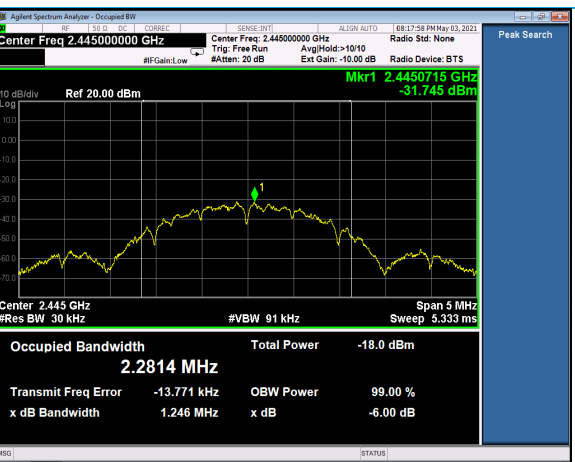 Agilent Spectrum Analyzer - Occupied BW
RF 50 Ω DC CORREC SENSE:INT ALIGN AUTO 08:17:58 PM May 03, 2021
Center Freq 2.445000000 GHz
Center Freq: 2.445000000 GHz Radio Std: None
Trig: Free Run Avg|Hold:>10/10
#IFGain:Low #Atten: 20 dB Ext Gain: -10.00 dB Radio Device: BTS
Peak Search
Mkr1 2.4450715 GHz
-31.745 dBm
10 dB/div Ref 20.00 dBm
Log
10.0
0.00
-10.0
-20.0
-30.0
-40.0
-50.0
-60.0
-70.0
1
Center 2.445 GHz Span 5 MHz
#Res BW 30 kHz #VBW 91 kHz Sweep 5.333 ms
Occupied Bandwidth Total Power -18.0 dBm
2.2814 MHz
Transmit Freq Error -13.771 kHz OBW Power 99.00 %
x dB Bandwidth 1.246 MHz x dB -6.00 dB
MSG STATUS